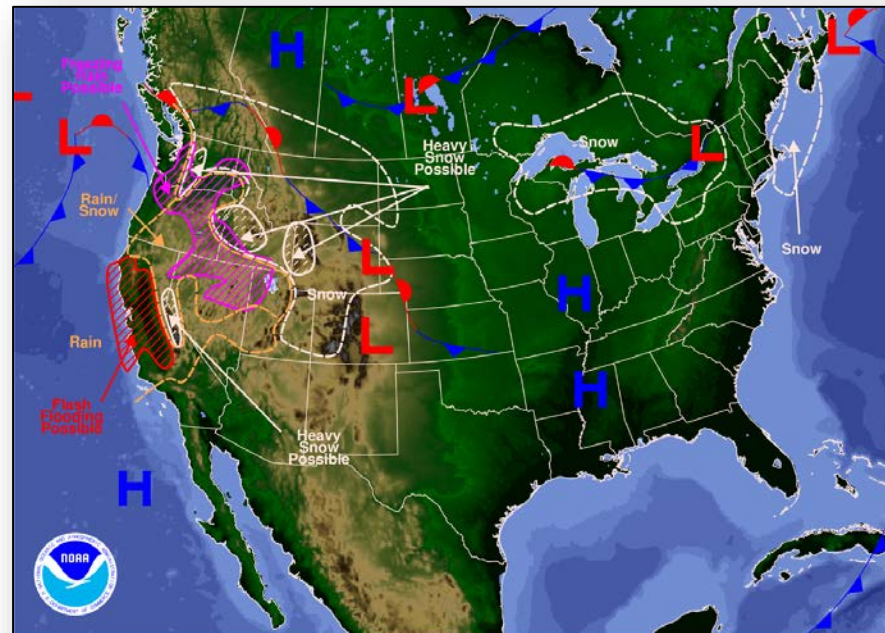 H
L
L
Freezing
Rain
Possible
L
Snow
L
Heavy
Snow
Possible
Rain/
Snow
Snow
L
H
Snow
Rain
L
H
Flash
Flooding
Possible
Heavy
Snow
Possible
H
NOAA